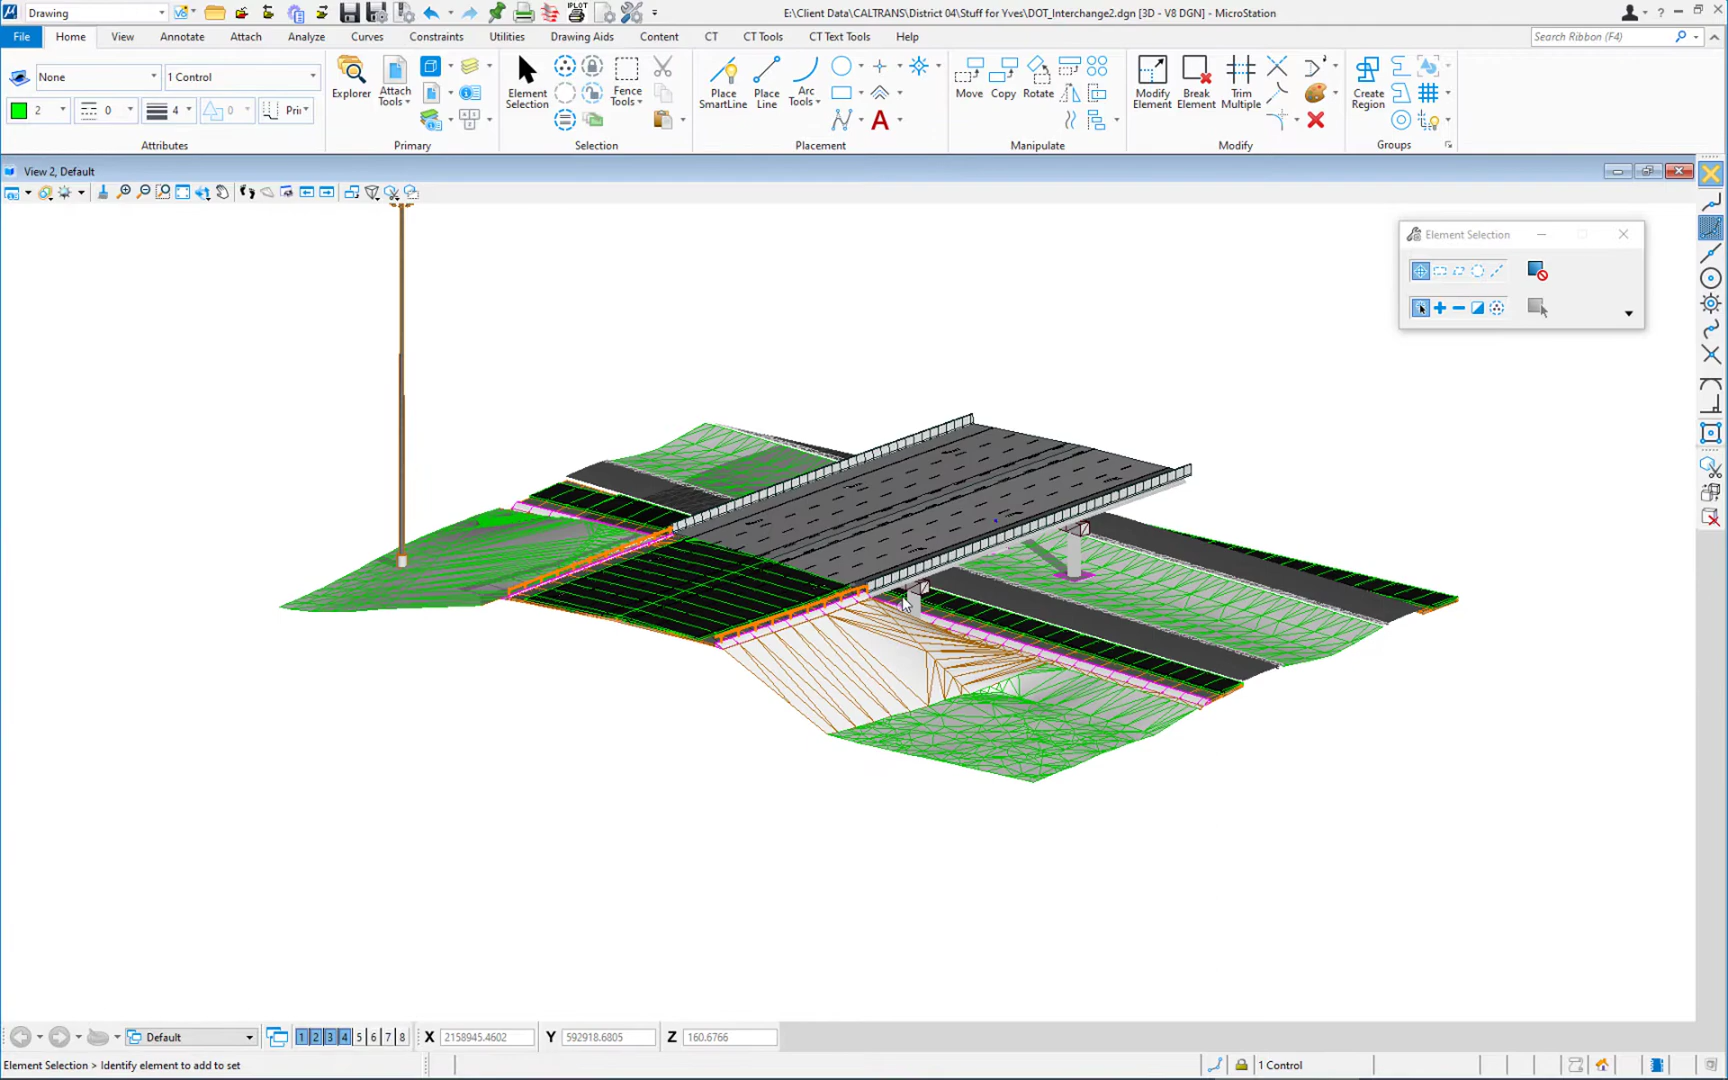 Drawing
E:\Client Data\CALTRANS\District 04\Stuff for Yves\DOT_Interchange2.dgn [3D - V8 DGN] - MicroStation
File Home View Annotate Attach Analyze Curves Constraints Utilities Drawing Aids Content CT CT Tools CT Text Tools Help
Search Ribbon (F4)
None 1 Control
2 0 4 0 Pri
Attributes
Explorer
Attach Tools
Primary
Element Selection
Fence Tools
Selection
Place SmartLine
Place Line
Arc Tools
Placement
Move Copy Rotate
Manipulate
Modify Element
Break Element
Trim Multiple
Modify
Create Region
Groups
View 2, Default
Element Selection
Default
1 2 3 4 5 6 7 8
X 2158945.4602
Y 592918.6805
Z 160.6766
Element Selection > Identify element to add to set
1 Control